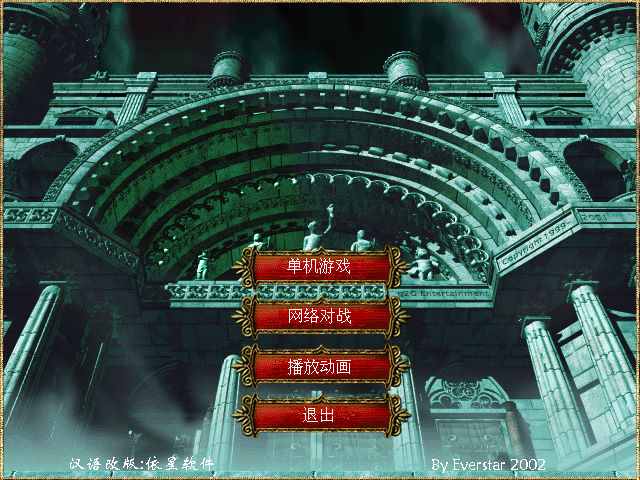 Copyright 1999 - 2001
G2G Entertainment
单机游戏
网络对战
播放动画
退出
汉语改版:依星软件
By Everstar 2002